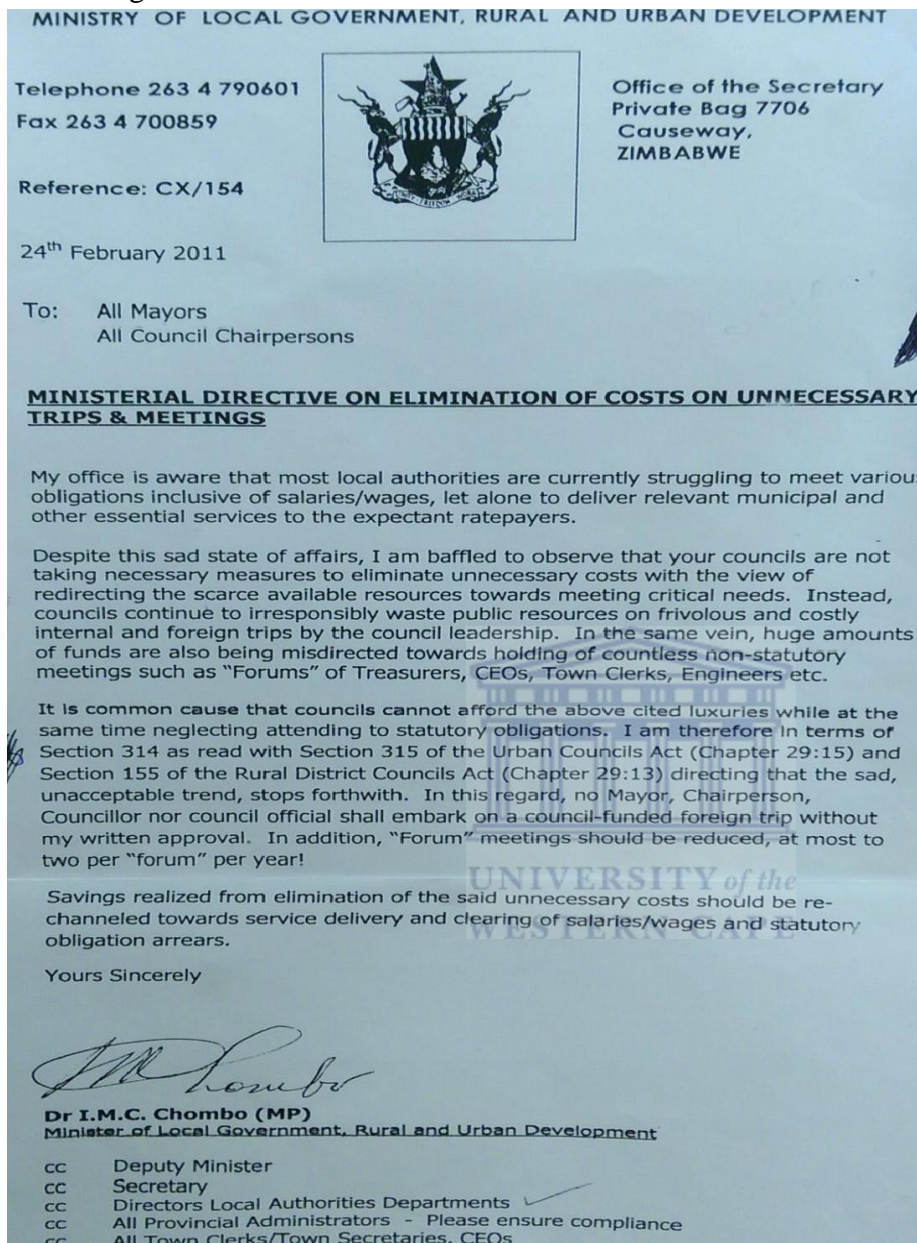 MINISTRY OF LOCAL GOVERNMENT, RURAL AND URBAN DEVELOPMENT
Telephone 263 4 790601
Fax 263 4 700859
Reference: CX/154
Office of the Secretary
Private Bag 7706
Causeway,
ZIMBABWE
24th February 2011
To: All Mayors
All Council Chairpersons
MINISTERIAL DIRECTIVE ON ELIMINATION OF COSTS ON UNNECESSARY
TRIPS & MEETINGS
My office is aware that most local authorities are currently struggling to meet variou
obligations inclusive of salaries/wages, let alone to deliver relevant municipal and
other essential services to the expectant ratepayers.
Despite this sad state of affairs, I am baffled to observe that your councils are not
taking necessary measures to eliminate unnecessary costs with the view of
redirecting the scarce available resources towards meeting critical needs. Instead,
councils continue to irresponsibly waste public resources on frivolous and costly
internal and foreign trips by the council leadership. In the same vein, huge amounts
of funds are also being misdirected towards holding of countless non-statutory
meetings such as "Forums" of Treasurers, CEOs, Town Clerks, Engineers etc.
It is common cause that councils cannot afford the above cited luxuries while at the
same time neglecting attending to statutory obligations. I am therefore in terms of
Section 314 as read with Section 315 of the Urban Councils Act (Chapter 29:15) and
Section 155 of the Rural District Councils Act (Chapter 29:13) directing that the sad,
unacceptable trend, stops forthwith. In this regard, no Mayor, Chairperson,
Councillor nor council official shall embark on a council-funded foreign trip without
my written approval. In addition, "Forum" meetings should be reduced, at most to
two per "forum" per year!
UNIVERSITY of the
WESTERN CAPE
Savings realized from elimination of the said unnecessary costs should be re-
channeled towards service delivery and clearing of salaries/wages and statutory
obligation arrears.
Yours Sincerely
Dr I.M.C. Chombo (MP)
Minister of Local Government, Rural and Urban Development
cc Deputy Minister
cc Secretary
cc Directors Local Authorities Departments
cc All Provincial Administrators - Please ensure compliance
cc All Town Clerks/Town Secretaries, CEOs